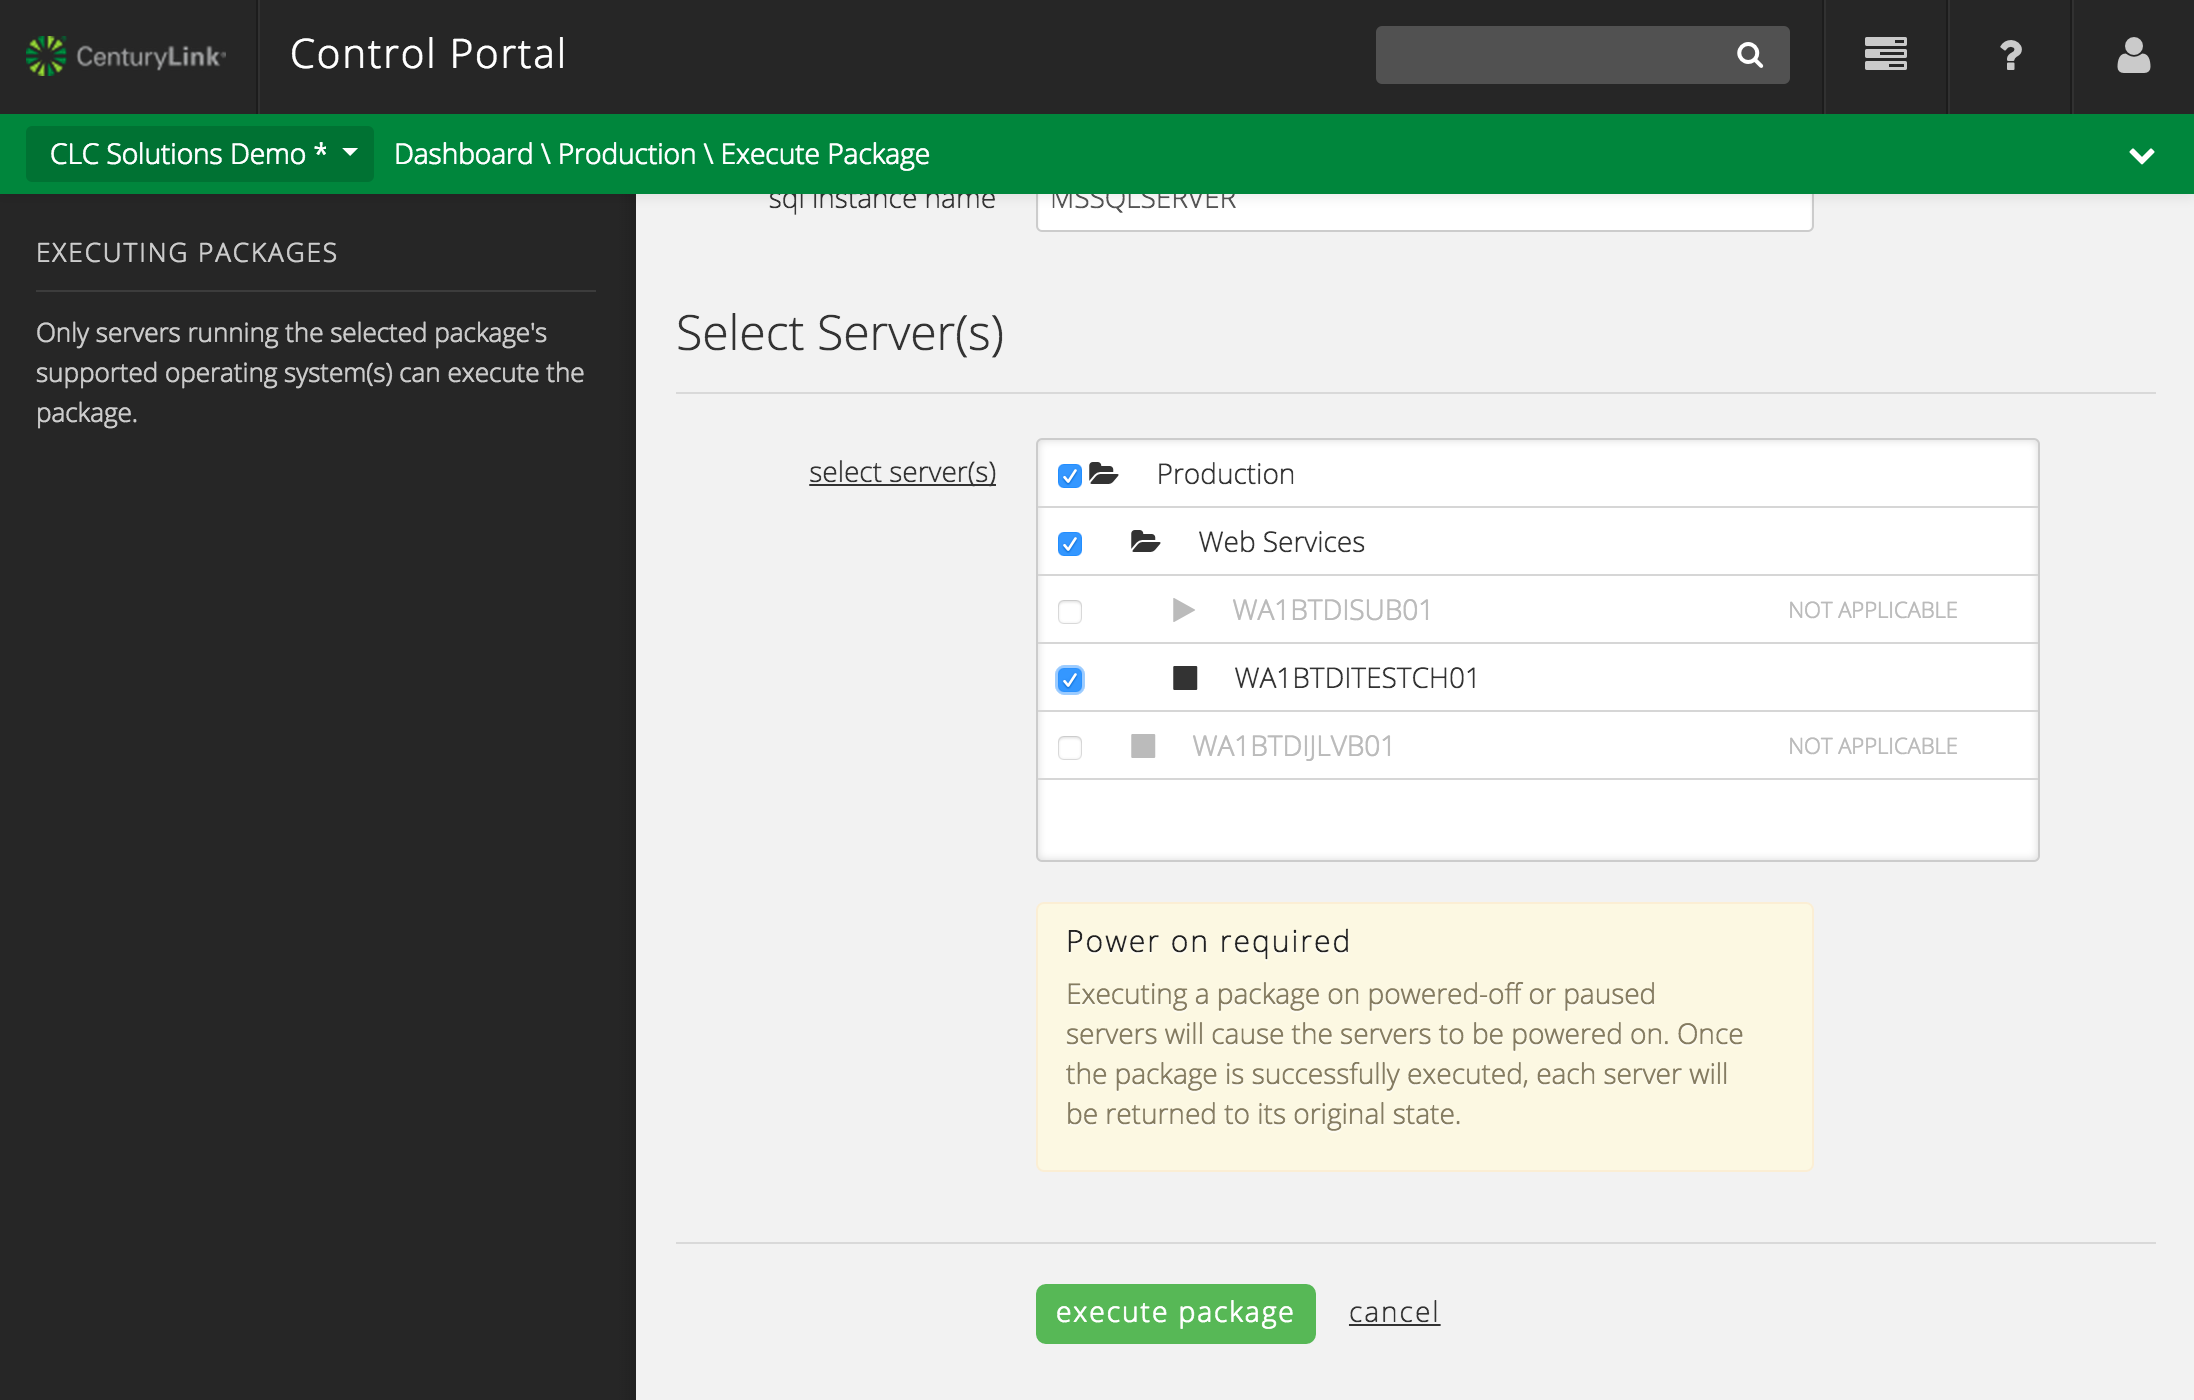 CenturyLink
Control Portal
?
CLC Solutions Demo *
Dashboard \ Production \ Execute Package
EXECUTING PACKAGES
Only servers running the selected package's
supported operating system(s) can execute the
package.
sql instance name
MSSQLSERVER
Select Server(s)
select server(s)
Production
Web Services
WA1BTDISUB01 NOT APPLICABLE
WA1BTDITESTCH01
WA1BTDIJLVB01 NOT APPLICABLE
Power on required
Executing a package on powered-off or paused
servers will cause the servers to be powered on. Once
the package is successfully executed, each server will
be returned to its original state.
execute package
cancel